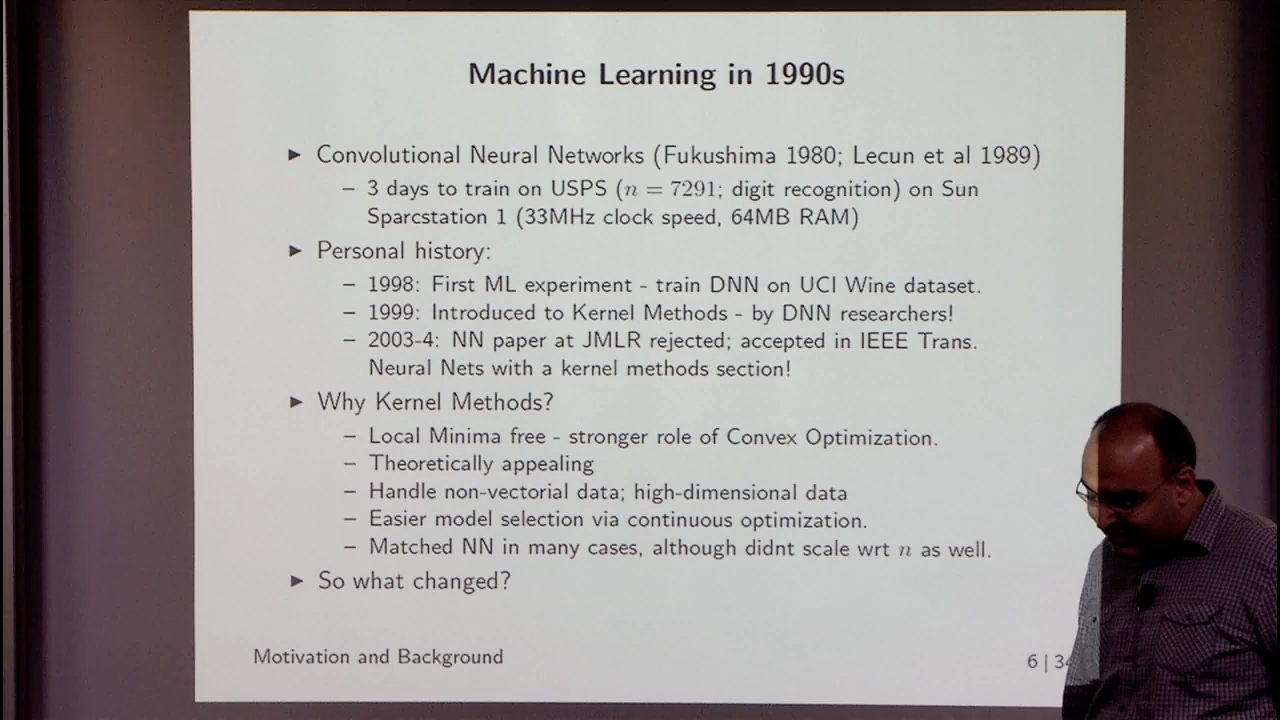 Machine Learning in 1990s
► Convolutional Neural Networks (Fukushima 1980; Lecun et al 1989)
– 3 days to train on USPS (n = 7291; digit recognition) on Sun
Sparcstation 1 (33MHz clock speed, 64MB RAM)
► Personal history:
– 1998: First ML experiment - train DNN on UCI Wine dataset.
– 1999: Introduced to Kernel Methods - by DNN researchers!
– 2003-4: NN paper at JMLR rejected; accepted in IEEE Trans.
Neural Nets with a kernel methods section!
► Why Kernel Methods?
– Local Minima free - stronger role of Convex Optimization.
– Theoretically appealing
– Handle non-vectorial data; high-dimensional data
– Easier model selection via continuous optimization.
– Matched NN in many cases, although didnt scale wrt n as well.
► So what changed?
Motivation and Background
6 | 3